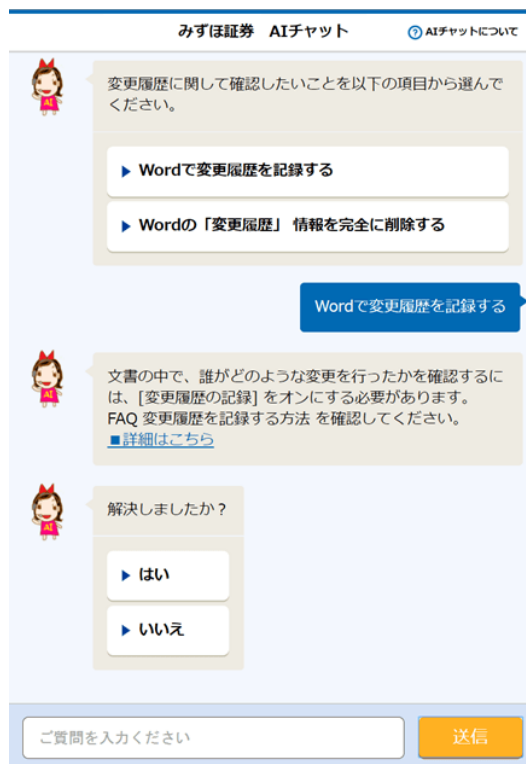 みずほ証券 AIチャット
? AIチャットについて
AI
変更履歴に関して確認したいことを以下の項目から選んで
ください。
▶ Wordで変更履歴を記録する
▶ Wordの「変更履歴」 情報を完全に削除する
Wordで変更履歴を記録する
AI
文書の中で、誰がどのような変更を行ったかを確認するに
は、[変更履歴の記録] をオンにする必要があります。
FAQ 変更履歴を記録する方法 を確認してください。
■詳細はこちら
AI
解決しましたか？
▶ はい
▶ いいえ
ご質問を入力ください
送信